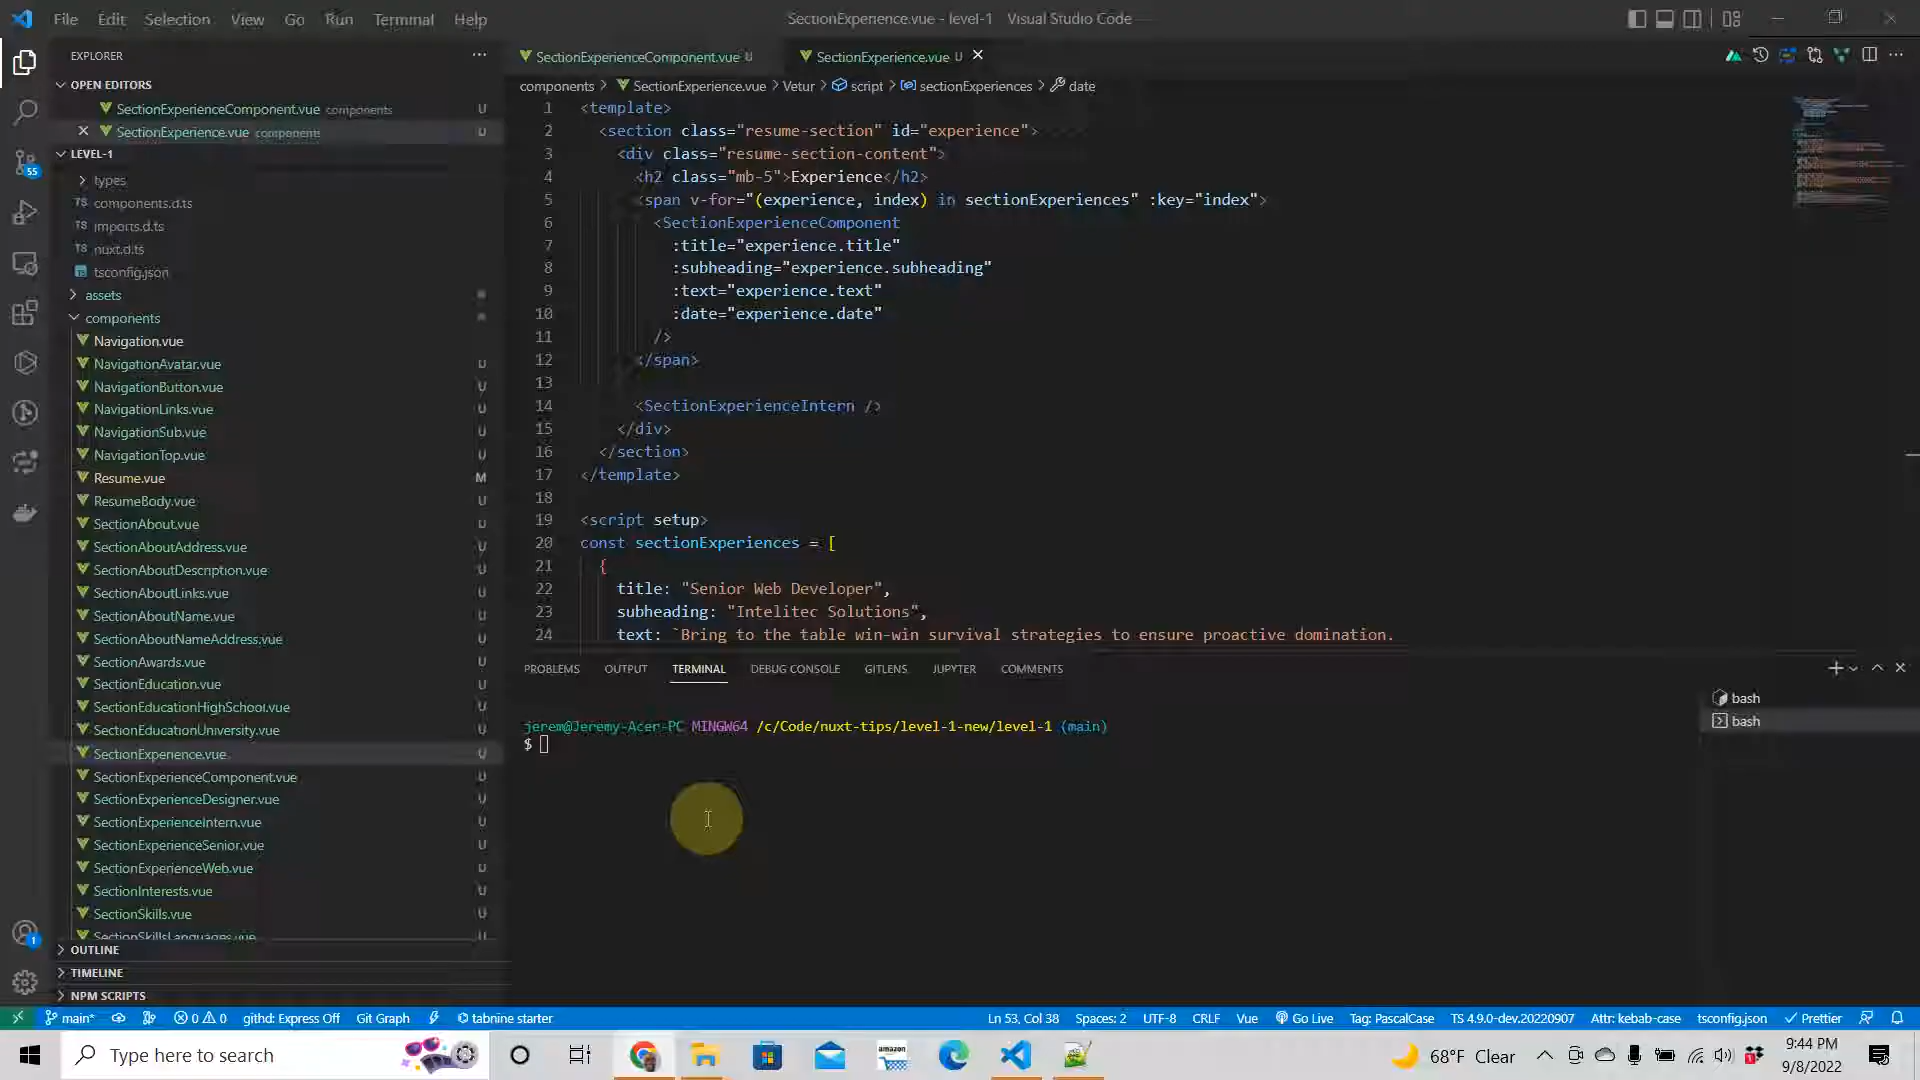 File Edit Selection View Go Run Terminal Help
SectionExperience.vue - level-1 Visual Studio Code
EXPLORER
OPEN EDITORS
SectionExperienceComponent.vue components U
SectionExperience.vue components U
LEVEL-1
types
TS components.d.ts
TS imports.d.ts
TS nuxt.d.ts
tsconfig.json
assets
components
Navigation.vue
NavigationAvatar.vue U
NavigationButton.vue U
NavigationLinks.vue U
NavigationSub.vue U
NavigationTop.vue U
Resume.vue M
ResumeBody.vue U
SectionAbout.vue U
SectionAboutAddress.vue U
SectionAboutDescription.vue U
SectionAboutLinks.vue U
SectionAboutName.vue U
SectionAboutNameAddress.vue U
SectionAwards.vue U
SectionEducation.vue U
SectionEducationHighSchool.vue U
SectionEducationUniversity.vue U
SectionExperience.vue U
SectionExperienceComponent.vue U
SectionExperienceDesigner.vue U
SectionExperienceIntern.vue U
SectionExperienceSenior.vue U
SectionExperienceWeb.vue U
SectionInterests.vue U
SectionSkills.vue U
SectionSkillsLanguages.vue U
OUTLINE
TIMELINE
NPM SCRIPTS
55
1
SectionExperienceComponent.vue U
SectionExperience.vue U
components > SectionExperience.vue > Vetur > script > sectionExperiences > date
1 <template>
2 <section class="resume-section" id="experience">
3 <div class="resume-section-content">
4 <h2 class="mb-5">Experience</h2>
5 <span v-for="(experience, index) in sectionExperiences" :key="index">
6 <SectionExperienceComponent
7 :title="experience.title"
8 :subheading="experience.subheading"
9 :text="experience.text"
10 :date="experience.date"
11 />
12 </span>
13
14 <SectionExperienceIntern />
15 </div>
16 </section>
17 </template>
18
19 <script setup>
20 const sectionExperiences = [
21 {
22 title: "Senior Web Developer",
23 subheading: "Intelitec Solutions",
24 text: `Bring to the table win-win survival strategies to ensure proactive domination.
PROBLEMS OUTPUT TERMINAL DEBUG CONSOLE GITLENS JUPYTER COMMENTS
jerem@Jeremy-Acer-PC MINGW64 /c/Code/nuxt-tips/level-1-new/level-1 (main)
$
bash
bash
main* 0 0 githd: Express Off Git Graph tabnine starter
Ln 53, Col 38 Spaces: 2 UTF-8 CRLF Vue Go Live Tag: PascalCase TS 4.9.0-dev.20220907 Attr: kebab-case tsconfig.json Prettier
Type here to search
amazon
68°F Clear
9:44 PM
9/8/2022